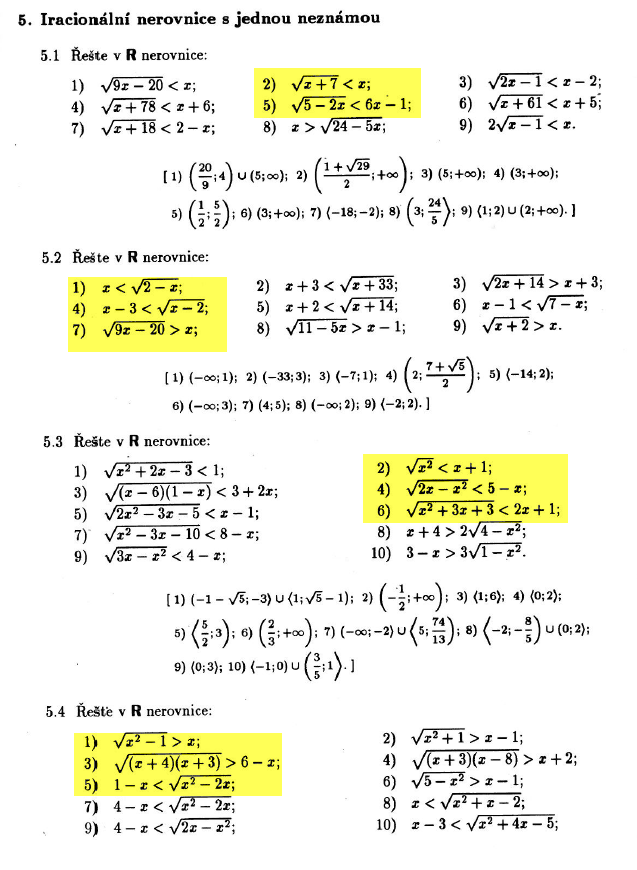 5. Iracionální nerovnice s jednou neznámou
5.1 Řešte v R nerovnice:
1) √(9x − 20) < x; 2) √(x + 7) < x; 3) √(2x − 1) < x − 2;
4) √(x + 78) < x + 6; 5) √(5 − 2x) < 6x − 1; 6) √(x + 61) < x + 5;
7) √(x + 18) < 2 − x; 8) x > √(24 − 5x); 9) 2√(x − 1) < x.
[ 1) ⟨20/9; 4) ∪ (5; ∞); 2) ((1 + √29)/2; +∞); 3) (5; +∞); 4) (3; +∞);
5) (1/2; 5/2⟩; 6) (3; +∞); 7) ⟨−18; −2); 8) (3; 24/5⟩; 9) ⟨1; 2) ∪ (2; +∞). ]
5.2 Řešte v R nerovnice:
1) x < √(2 − x); 2) x + 3 < √(x + 33); 3) √(2x + 14) > x + 3;
4) x − 3 < √(x − 2); 5) x + 2 < √(x + 14); 6) x − 1 < √(7 − x);
7) √(9x − 20) > x; 8) √(11 − 5x) > x − 1; 9) √(x + 2) > x.
[ 1) (−∞; 1); 2) ⟨−33; 3); 3) ⟨−7; 1); 4) ⟨2; (7 + √5)/2); 5) ⟨−14; 2);
6) (−∞; 3); 7) (4; 5); 8) (−∞; 2); 9) ⟨−2; 2). ]
5.3 Řešte v R nerovnice:
1) √(x² + 2x − 3) < 1; 2) √(x²) < x + 1;
3) √((x − 6)(1 − x)) < 3 + 2x; 4) √(2x − x²) < 5 − x;
5) √(2x² − 3x − 5) < x − 1; 6) √(x² + 3x + 3) < 2x + 1;
7) √(x² − 3x − 10) < 8 − x; 8) x + 4 > 2√(4 − x²);
9) √(3x − x²) < 4 − x; 10) 3 − x > 3√(1 − x²).
[ 1) (−1 − √5; −3⟩ ∪ ⟨1; √5 − 1); 2) (−1/2; +∞); 3) ⟨1; 6⟩; 4) ⟨0; 2⟩;
5) ⟨5/2; 3); 6) (2/3; +∞); 7) (−∞; −2⟩ ∪ ⟨5; 74/13); 8) ⟨−2; −8/5) ∪ (0; 2⟩;
9) ⟨0; 3⟩; 10) ⟨−1; 0) ∪ (3/5; 1⟩. ]
5.4 Řešte v R nerovnice:
1) √(x² − 1) > x; 2) √(x² + 1) > x − 1;
3) √((x + 4)(x + 3)) > 6 − x; 4) √((x + 3)(x − 8)) > x + 2;
5) 1 − x < √(x² − 2x); 6) √(5 − x²) > x − 1;
7) 4 − x < √(x² − 2x); 8) x < √(x² + x − 2);
9) 4 − x < √(2x − x²); 10) x − 3 < √(x² + 4x − 5);